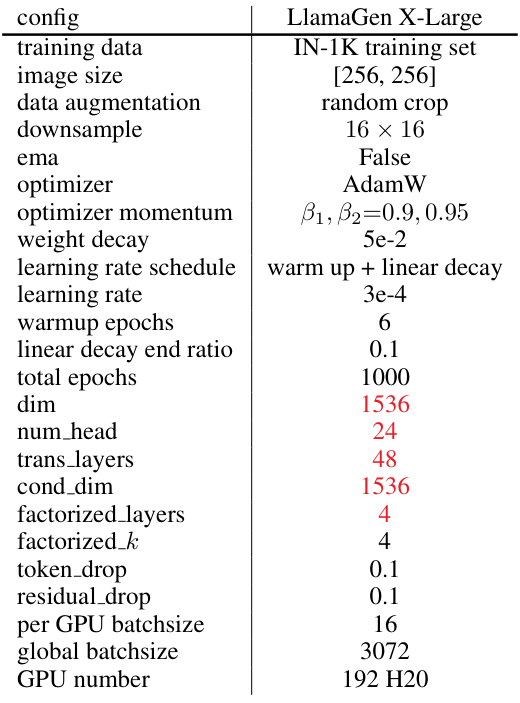 config LlamaGen X-Large
training data IN-1K training set
image size [256, 256]
data augmentation random crop
downsample 16 × 16
ema False
optimizer AdamW
optimizer momentum β₁, β₂=0.9, 0.95
weight decay 5e-2
learning rate schedule warm up + linear decay
learning rate 3e-4
warmup epochs 6
linear decay end ratio 0.1
total epochs 1000
dim 1536
num_head 24
trans_layers 48
cond_dim 1536
factorized_layers 4
factorized_k 4
token_drop 0.1
residual_drop 0.1
per GPU batchsize 16
global batchsize 3072
GPU number 192 H20